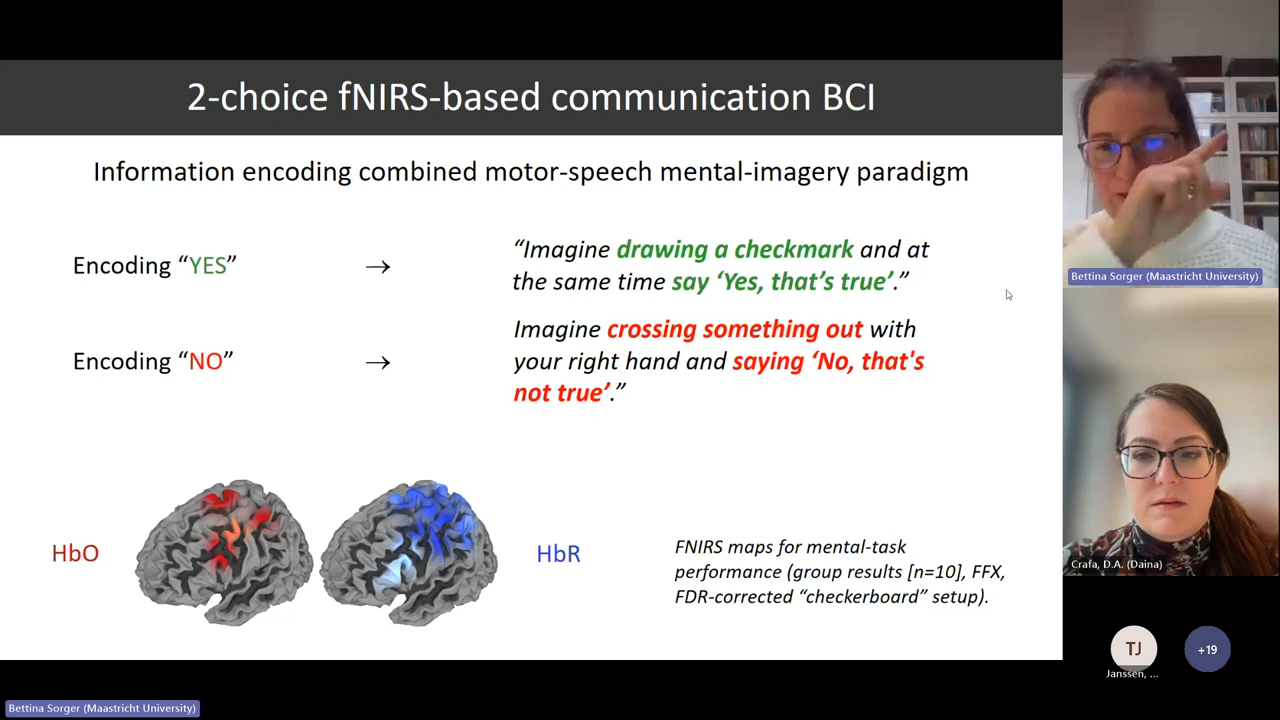 2-choice fNIRS-based communication BCI
Information encoding combined motor-speech mental-imagery paradigm
Encoding “YES” → “Imagine drawing a checkmark and at
the same time say ‘Yes, that’s true’.”
Encoding “NO” → Imagine crossing something out with
your right hand and saying ‘No, that's
not true’.”
HbO
HbR
FNIRS maps for mental-task
performance (group results [n=10], FFX,
FDR-corrected “checkerboard” setup).
Bettina Sorger (Maastricht University)
Crafa, D.A. (Daina)
TJ
Janssen, ...
+19
Bettina Sorger (Maastricht University)